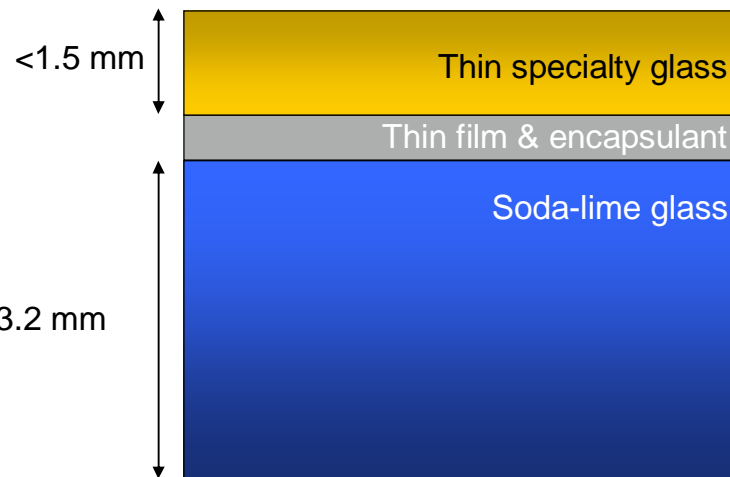 <1.5 mm
Thin specialty glass
Thin film & encapsulant
Soda-lime glass
3.2 mm